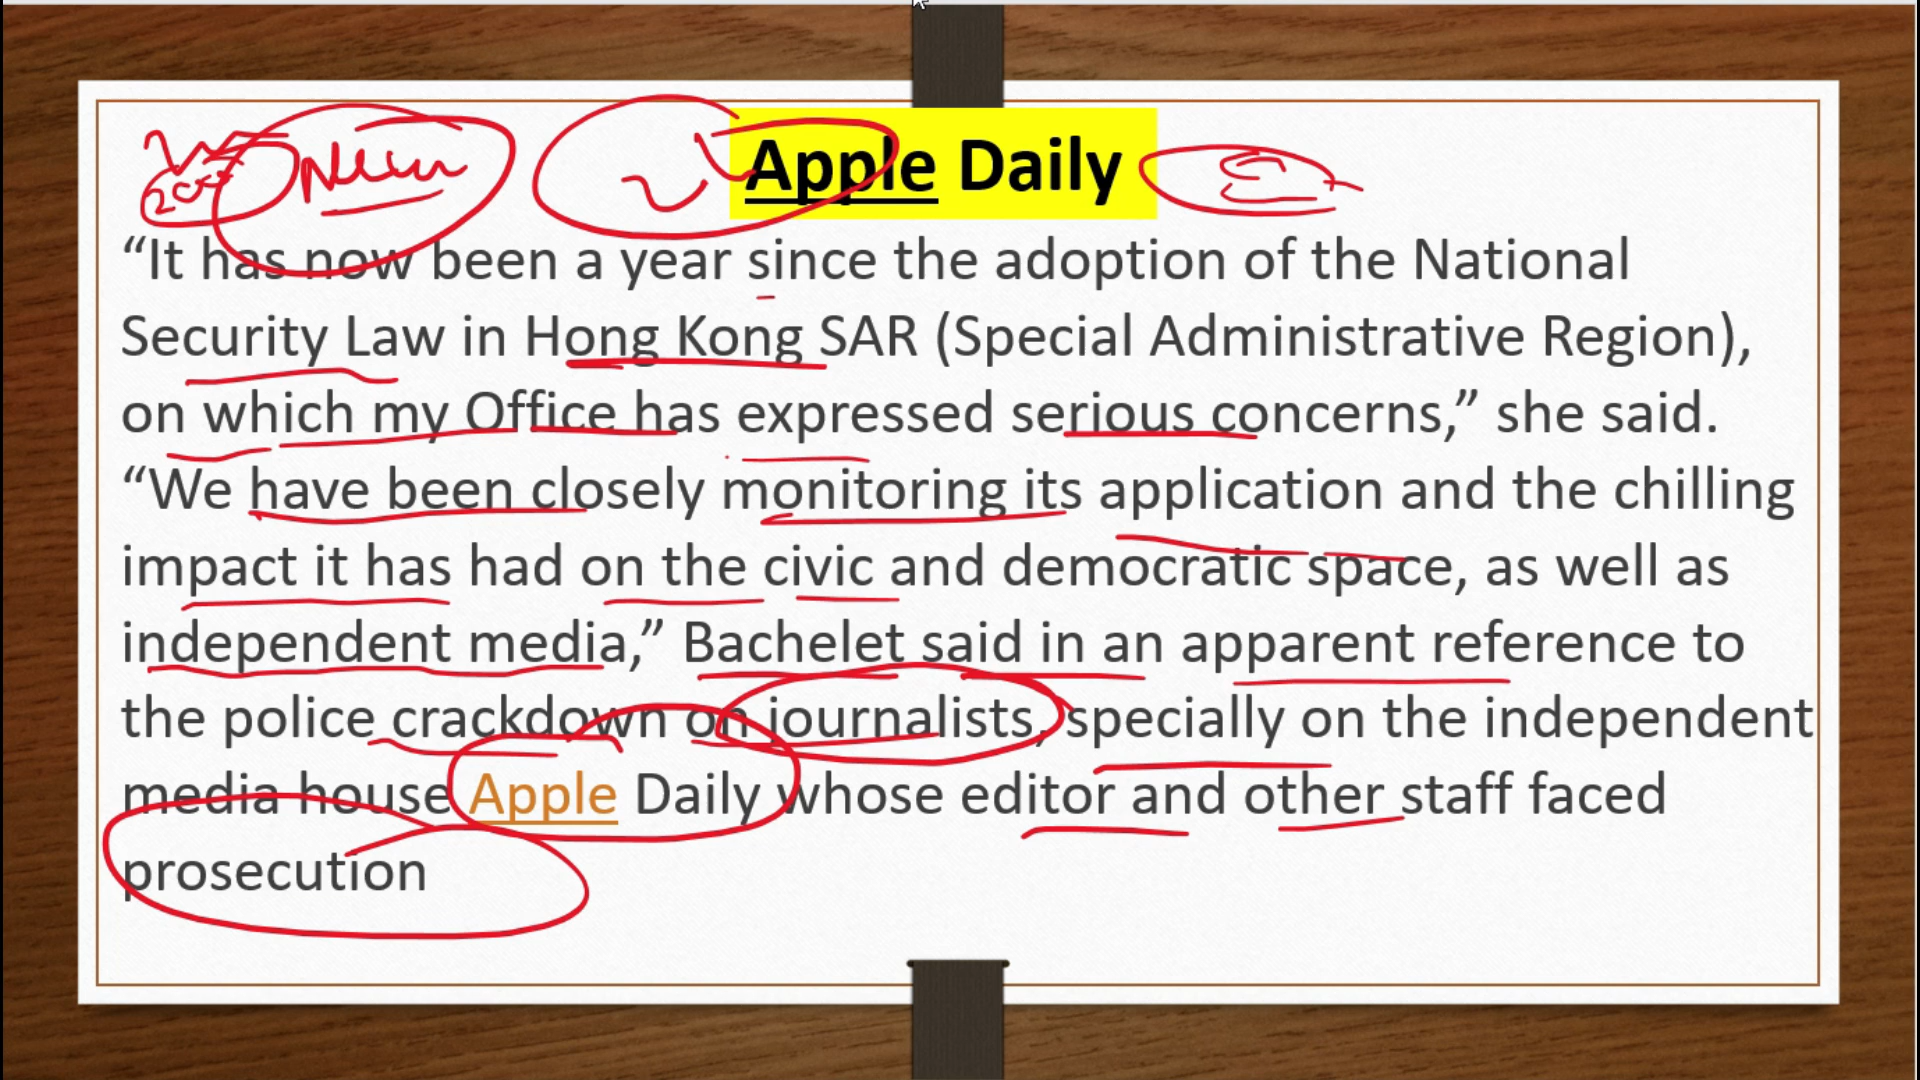 Apple Daily
“It has now been a year since the adoption of the National
Security Law in Hong Kong SAR (Special Administrative Region),
on which my Office has expressed serious concerns,” she said.
“We have been closely monitoring its application and the chilling
impact it has had on the civic and democratic space, as well as
independent media,” Bachelet said in an apparent reference to
the police crackdown on journalists, specially on the independent
media house Apple Daily whose editor and other staff faced
prosecution